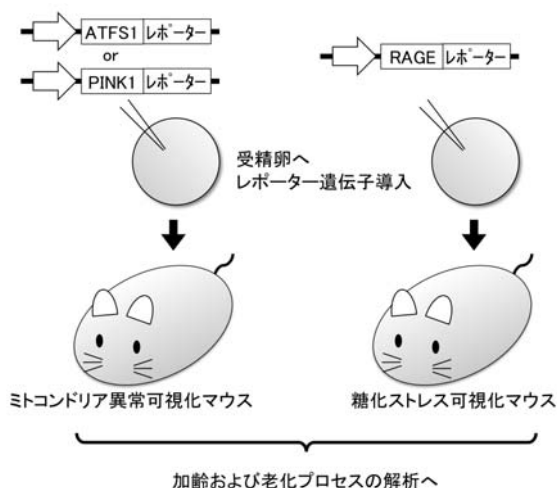 ATFS1 レポーター
or
PINK1 レポーター
RAGE レポーター
受精卵へ
レポーター遺伝子導入
ミトコンドリア異常可視化マウス
糖化ストレス可視化マウス
加齢および老化プロセスの解析へ